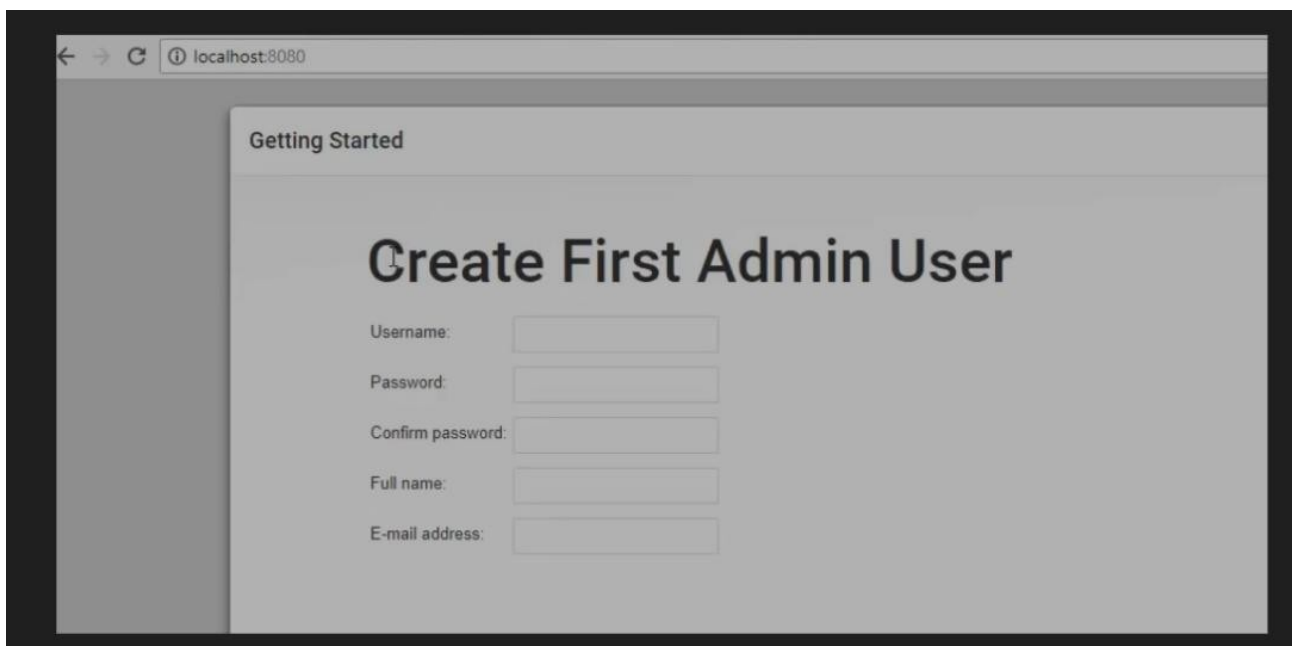 localhost:8080
Getting Started
Create First Admin User
Username:
Password:
Confirm password:
Full name:
E-mail address: